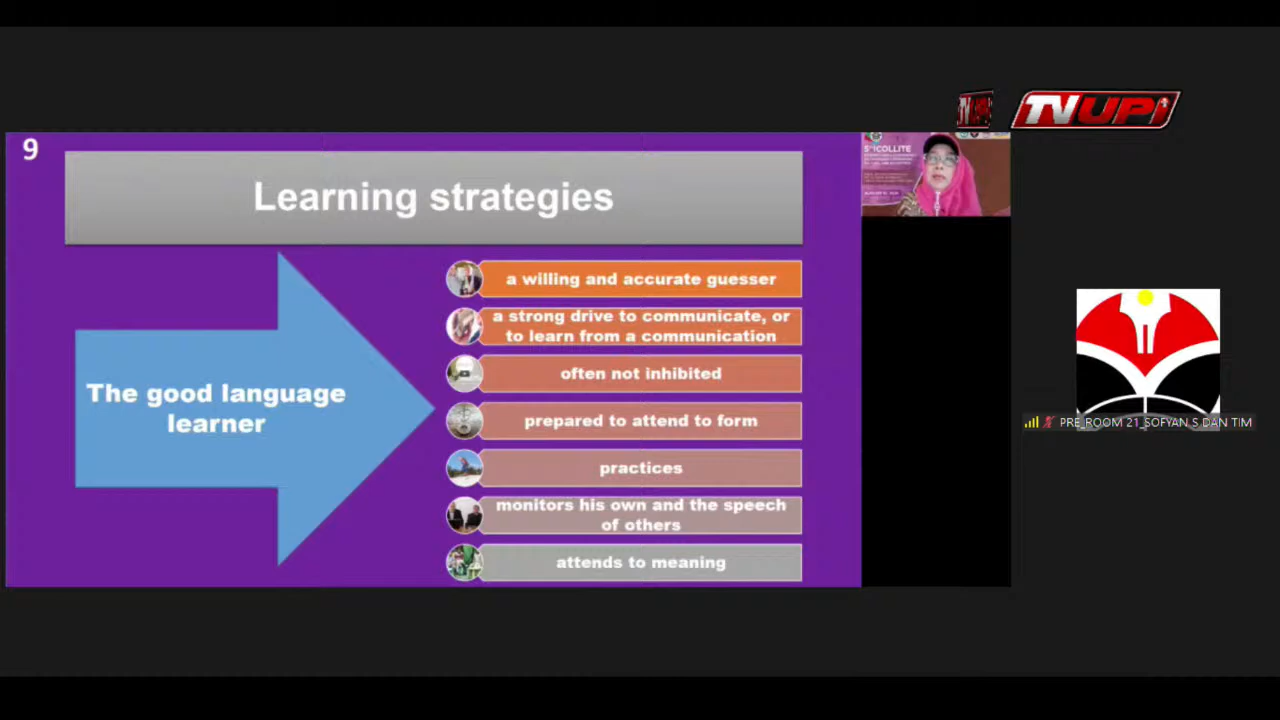 TVUPI
9
Learning strategies
The good language
learner
a willing and accurate guesser
a strong drive to communicate, or
to learn from a communication
often not inhibited
prepared to attend to form
practices
monitors his own and the speech
of others
attends to meaning
ICOLLITE
PRE_ROOM 21_SOFYAN S DAN TIM